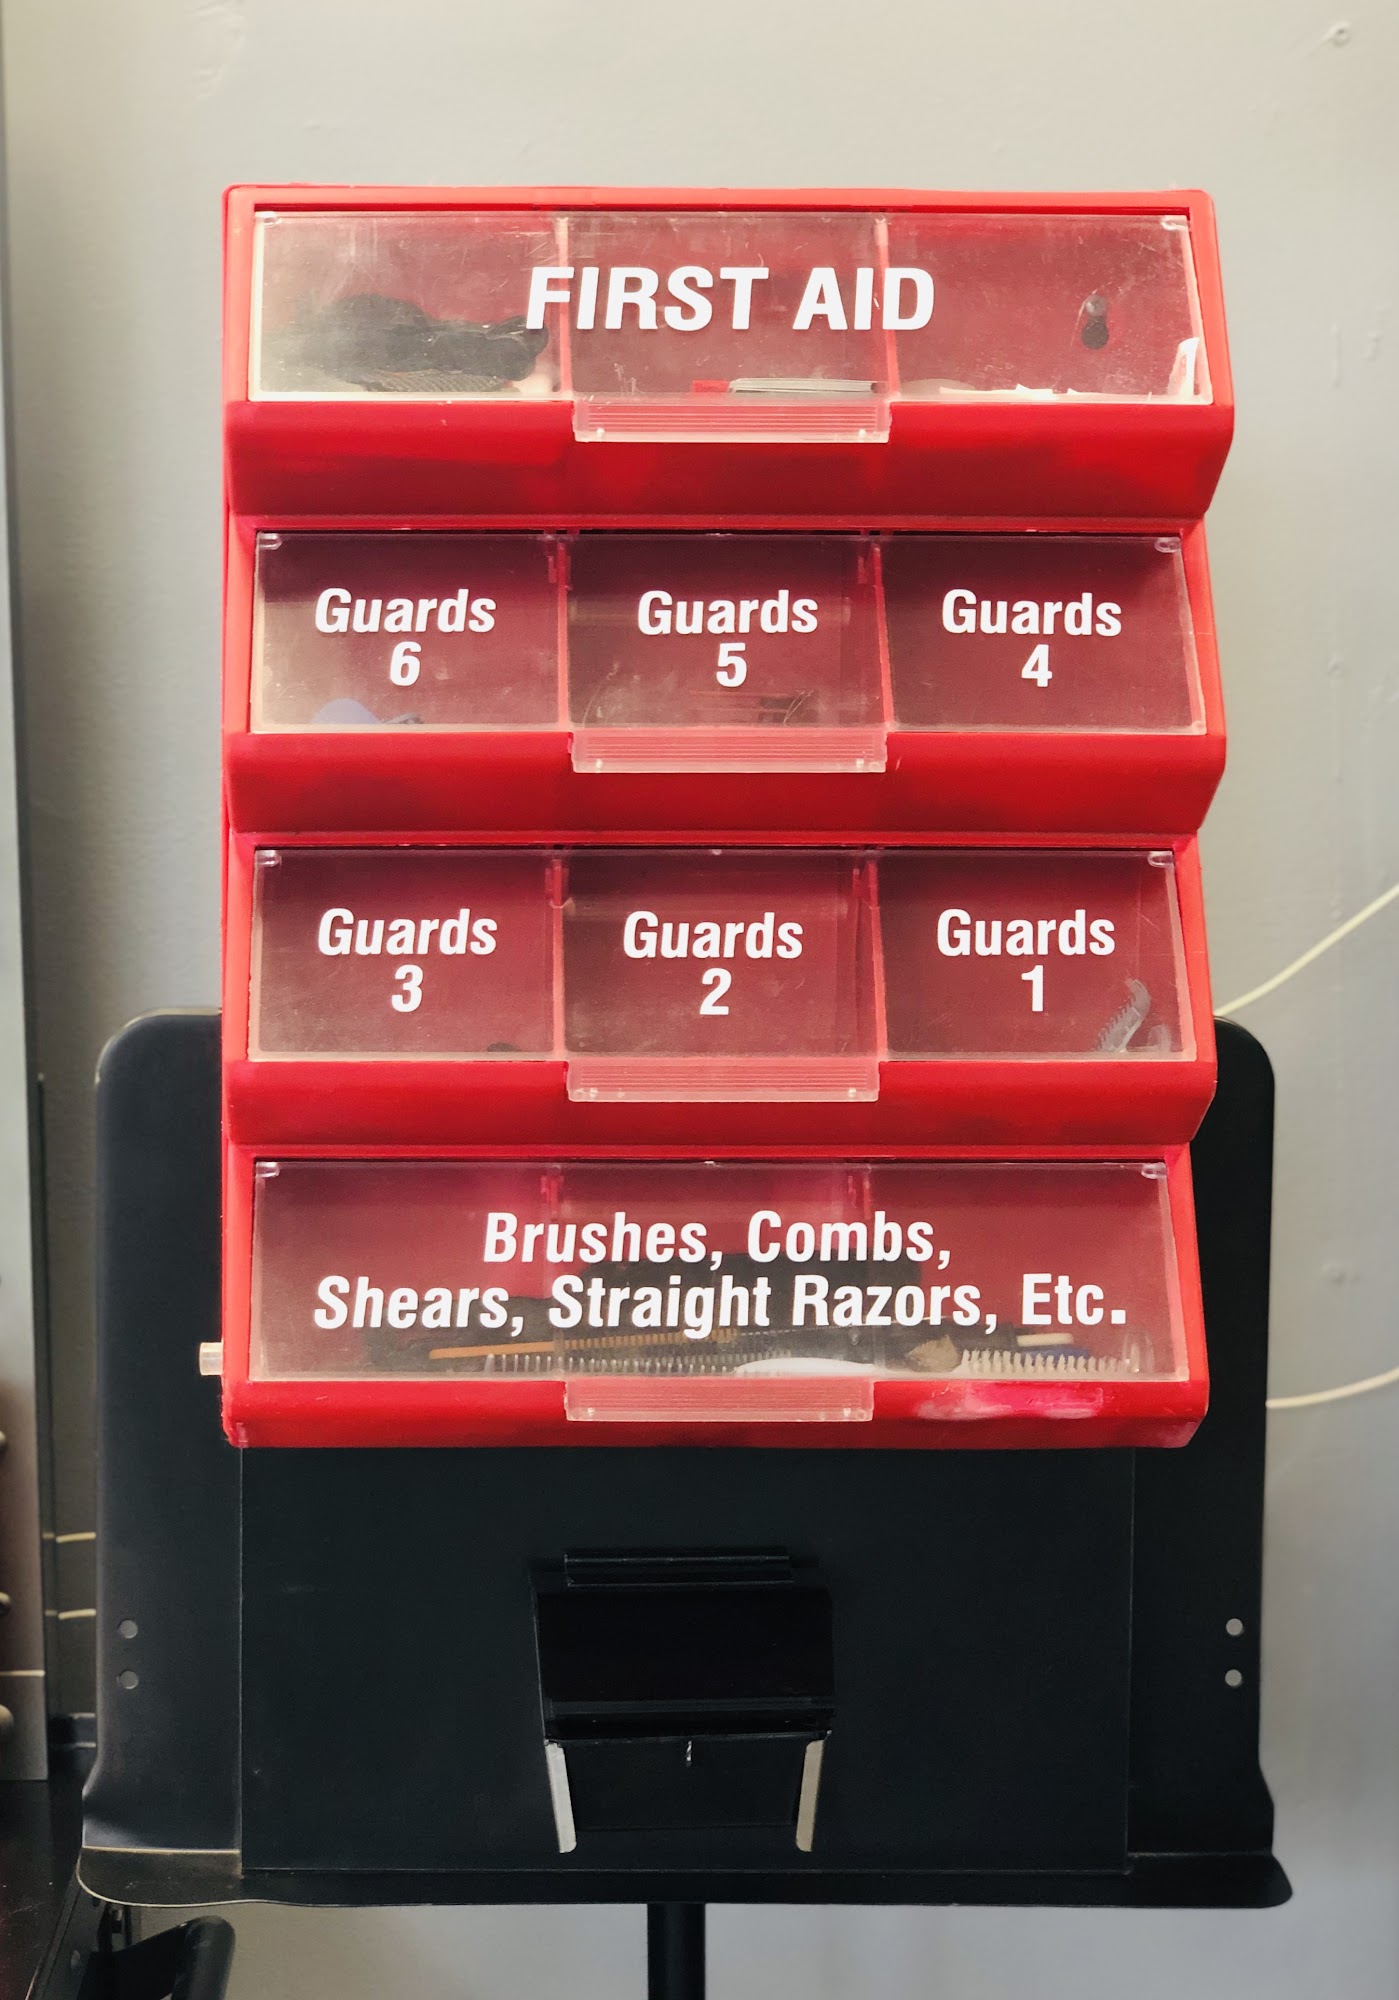 FIRST AID
Guards
6
Guards
5
Guards
4
Guards
3
Guards
2
Guards
1
Brushes, Combs,
Shears, Straight Razors, Etc.